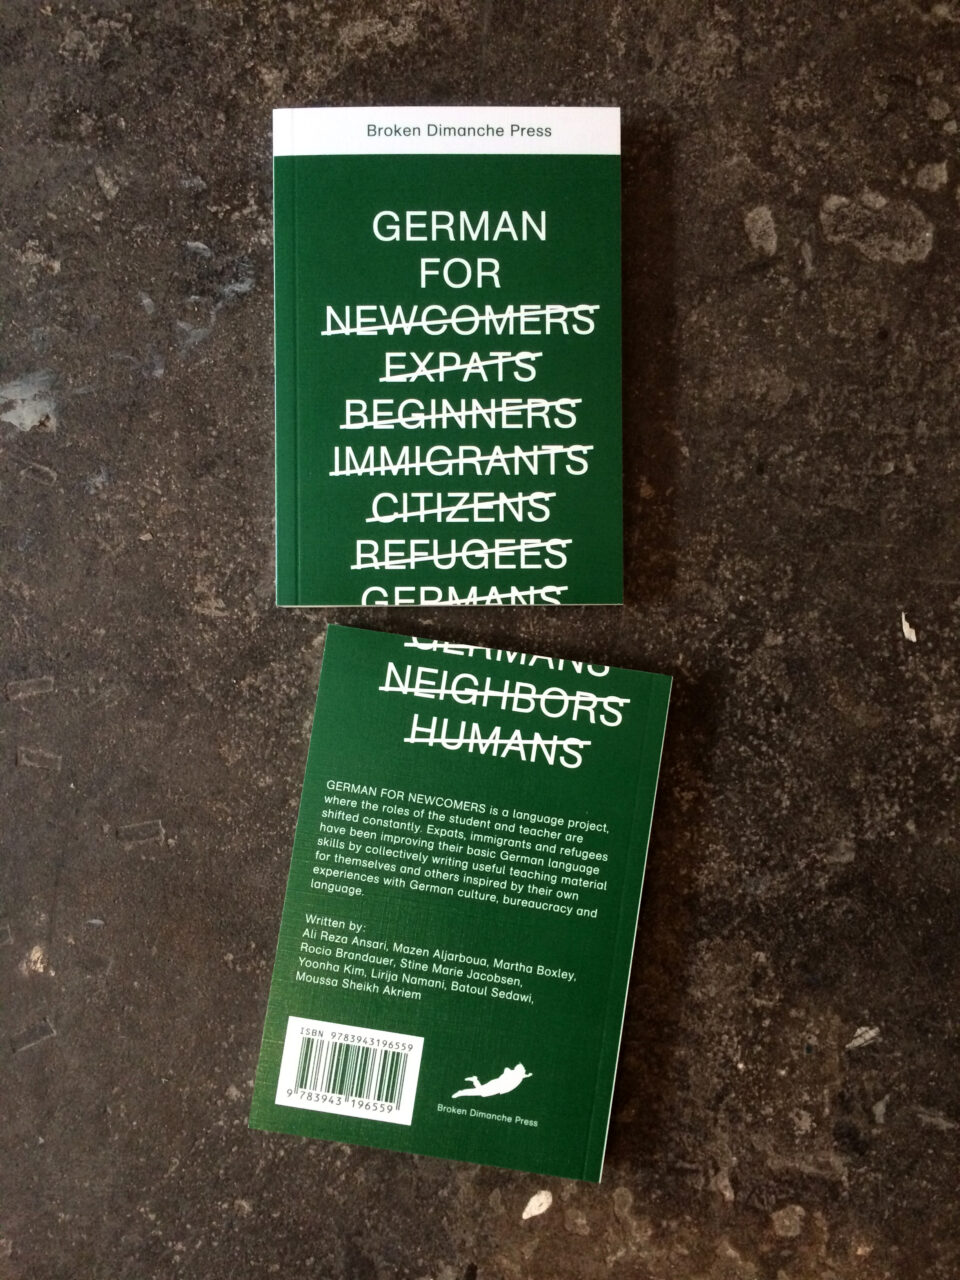 Broken Dimanche Press
GERMAN
FOR
NEWCOMERS
EXPATS
BEGINNERS
IMMIGRANTS
CITIZENS
REFUGEES
GERMANS
GERMANS
NEIGHBORS
HUMANS
GERMAN FOR NEWCOMERS is a language project,
where the roles of the student and teacher are
shifted constantly. Expats, immigrants and refugees
have been improving their basic German language
skills by collectively writing useful teaching material
for themselves and others inspired by their own
experiences with German culture, bureaucracy and
language.
Written by:
Ali Reza Ansari, Mazen Aljarboua, Martha Boxley,
Rocio Brandauer, Stine Marie Jacobsen,
Yoonha Kim, Lirija Namani, Batoul Sedawi,
Moussa Sheikh Akriem
ISBN 9783943196559
9 783943 196559
Broken Dimanche Press